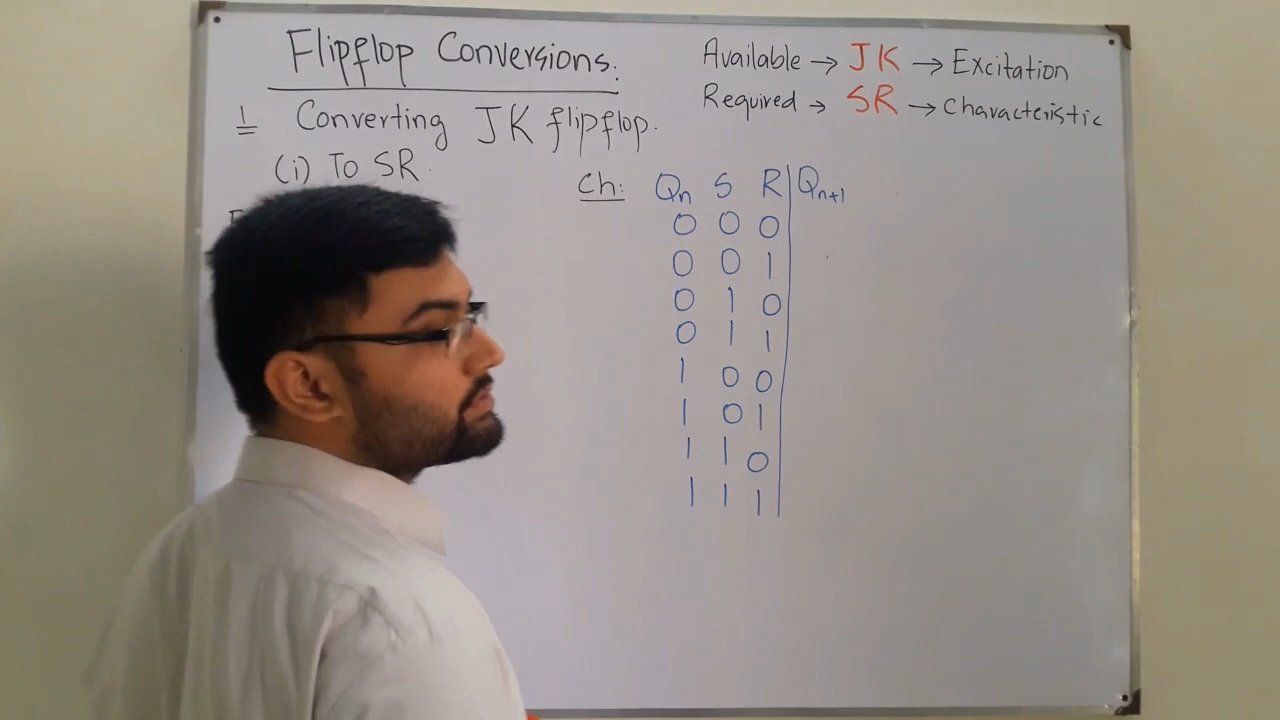 Flipflop Conversions.
1 Converting JK flipflop.
(i) To SR.
Available → JK → Excitation
Required → SR → Characteristic
Ch: Qn S R Qn+1
0 0 0
0 0 1
0 1 0
0 1 1
1 0 0
1 0 1
1 1 0
1 1 1